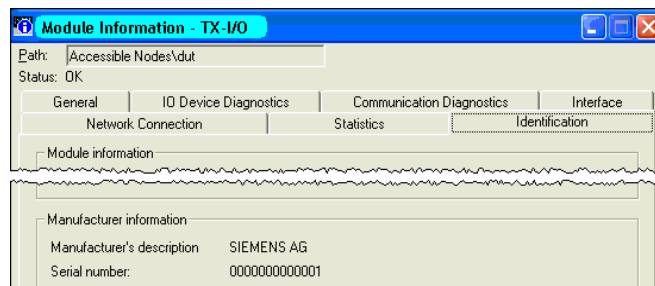 Module Information - TX-I/O
Path: Accessible Nodes\dut
Status: OK
General IO Device Diagnostics Communication Diagnostics Interface
Network Connection Statistics Identification
Module information
Manufacturer information
Manufacturer's description SIEMENS AG
Serial number: 0000000000001